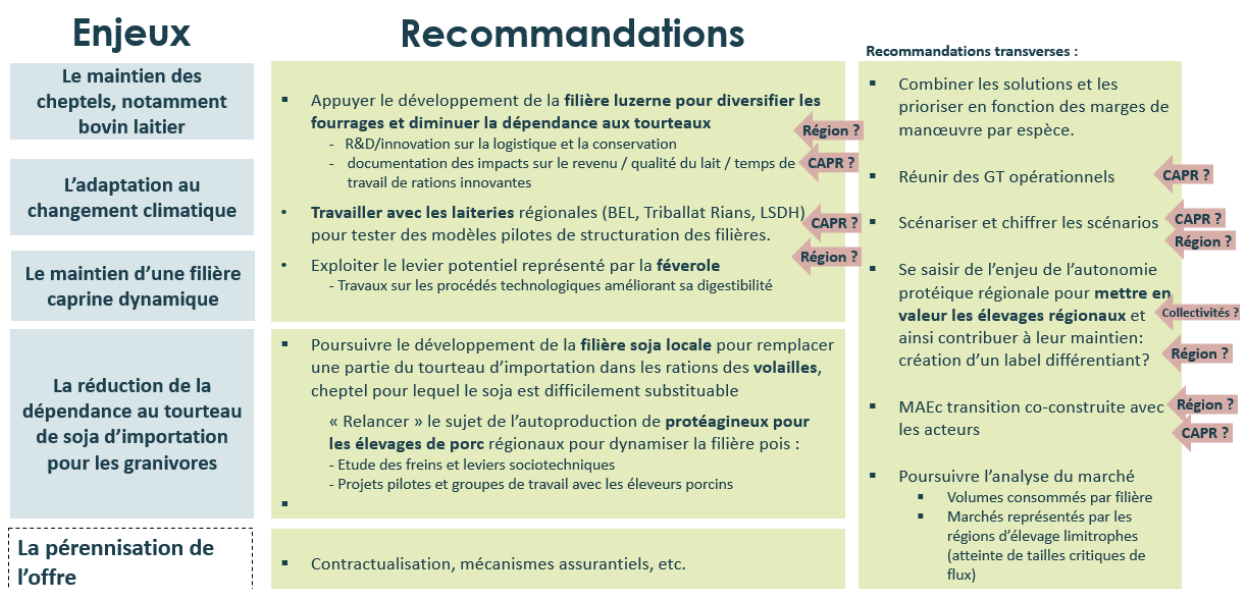 Enjeux
Recommandations
Recommandations transverses :
Le maintien des
cheptels, notamment
bovin laitier
L'adaptation au
changement climatique
Le maintien d'une filière
caprine dynamique
La réduction de la
dépendance au tourteau
de soja d'importation
pour les granivores
La pérennisation de
l'offre
▪ Appuyer le développement de la filière luzerne pour diversifier les
fourrages et diminuer la dépendance aux tourteaux
- R&D/innovation sur la logistique et la conservation
- documentation des impacts sur le revenu / qualité du lait / temps de
travail de rations innovantes
Région ?
CAPR ?
• Travailler avec les laiteries régionales (BEL, Triballat Rians, LSDH)
pour tester des modèles pilotes de structuration des filières.
CAPR ?
• Exploiter le levier potentiel représenté par la féverole
- Travaux sur les procédés technologiques améliorant sa digestibilité
Région ?
▪ Poursuivre le développement de la filière soja locale pour remplacer
une partie du tourteau d'importation dans les rations des volailles,
cheptel pour lequel le soja est difficilement substituable
« Relancer » le sujet de l'autoproduction de protéagineux pour
les élevages de porc régionaux pour dynamiser la filière pois :
- Etude des freins et leviers sociotechniques
- Projets pilotes et groupes de travail avec les éleveurs porcins
▪
▪ Contractualisation, mécanismes assurantiels, etc.
▪ Combiner les solutions et les
prioriser en fonction des marges de
manœuvre par espèce.
▪ Réunir des GT opérationnels
CAPR ?
▪ Scénariser et chiffrer les scénarios
CAPR ?
Région ?
▪ Se saisir de l'enjeu de l'autonomie
protéique régionale pour mettre en
valeur les élevages régionaux et
ainsi contribuer à leur maintien:
création d'un label différentiant?
Collectivités ?
Région ?
▪ MAEc transition co-construite avec
les acteurs
Région ?
CAPR ?
▪ Poursuivre l'analyse du marché
▪ Volumes consommés par filière
▪ Marchés représentés par les
régions d'élevage limitrophes
(atteinte de tailles critiques de
flux)